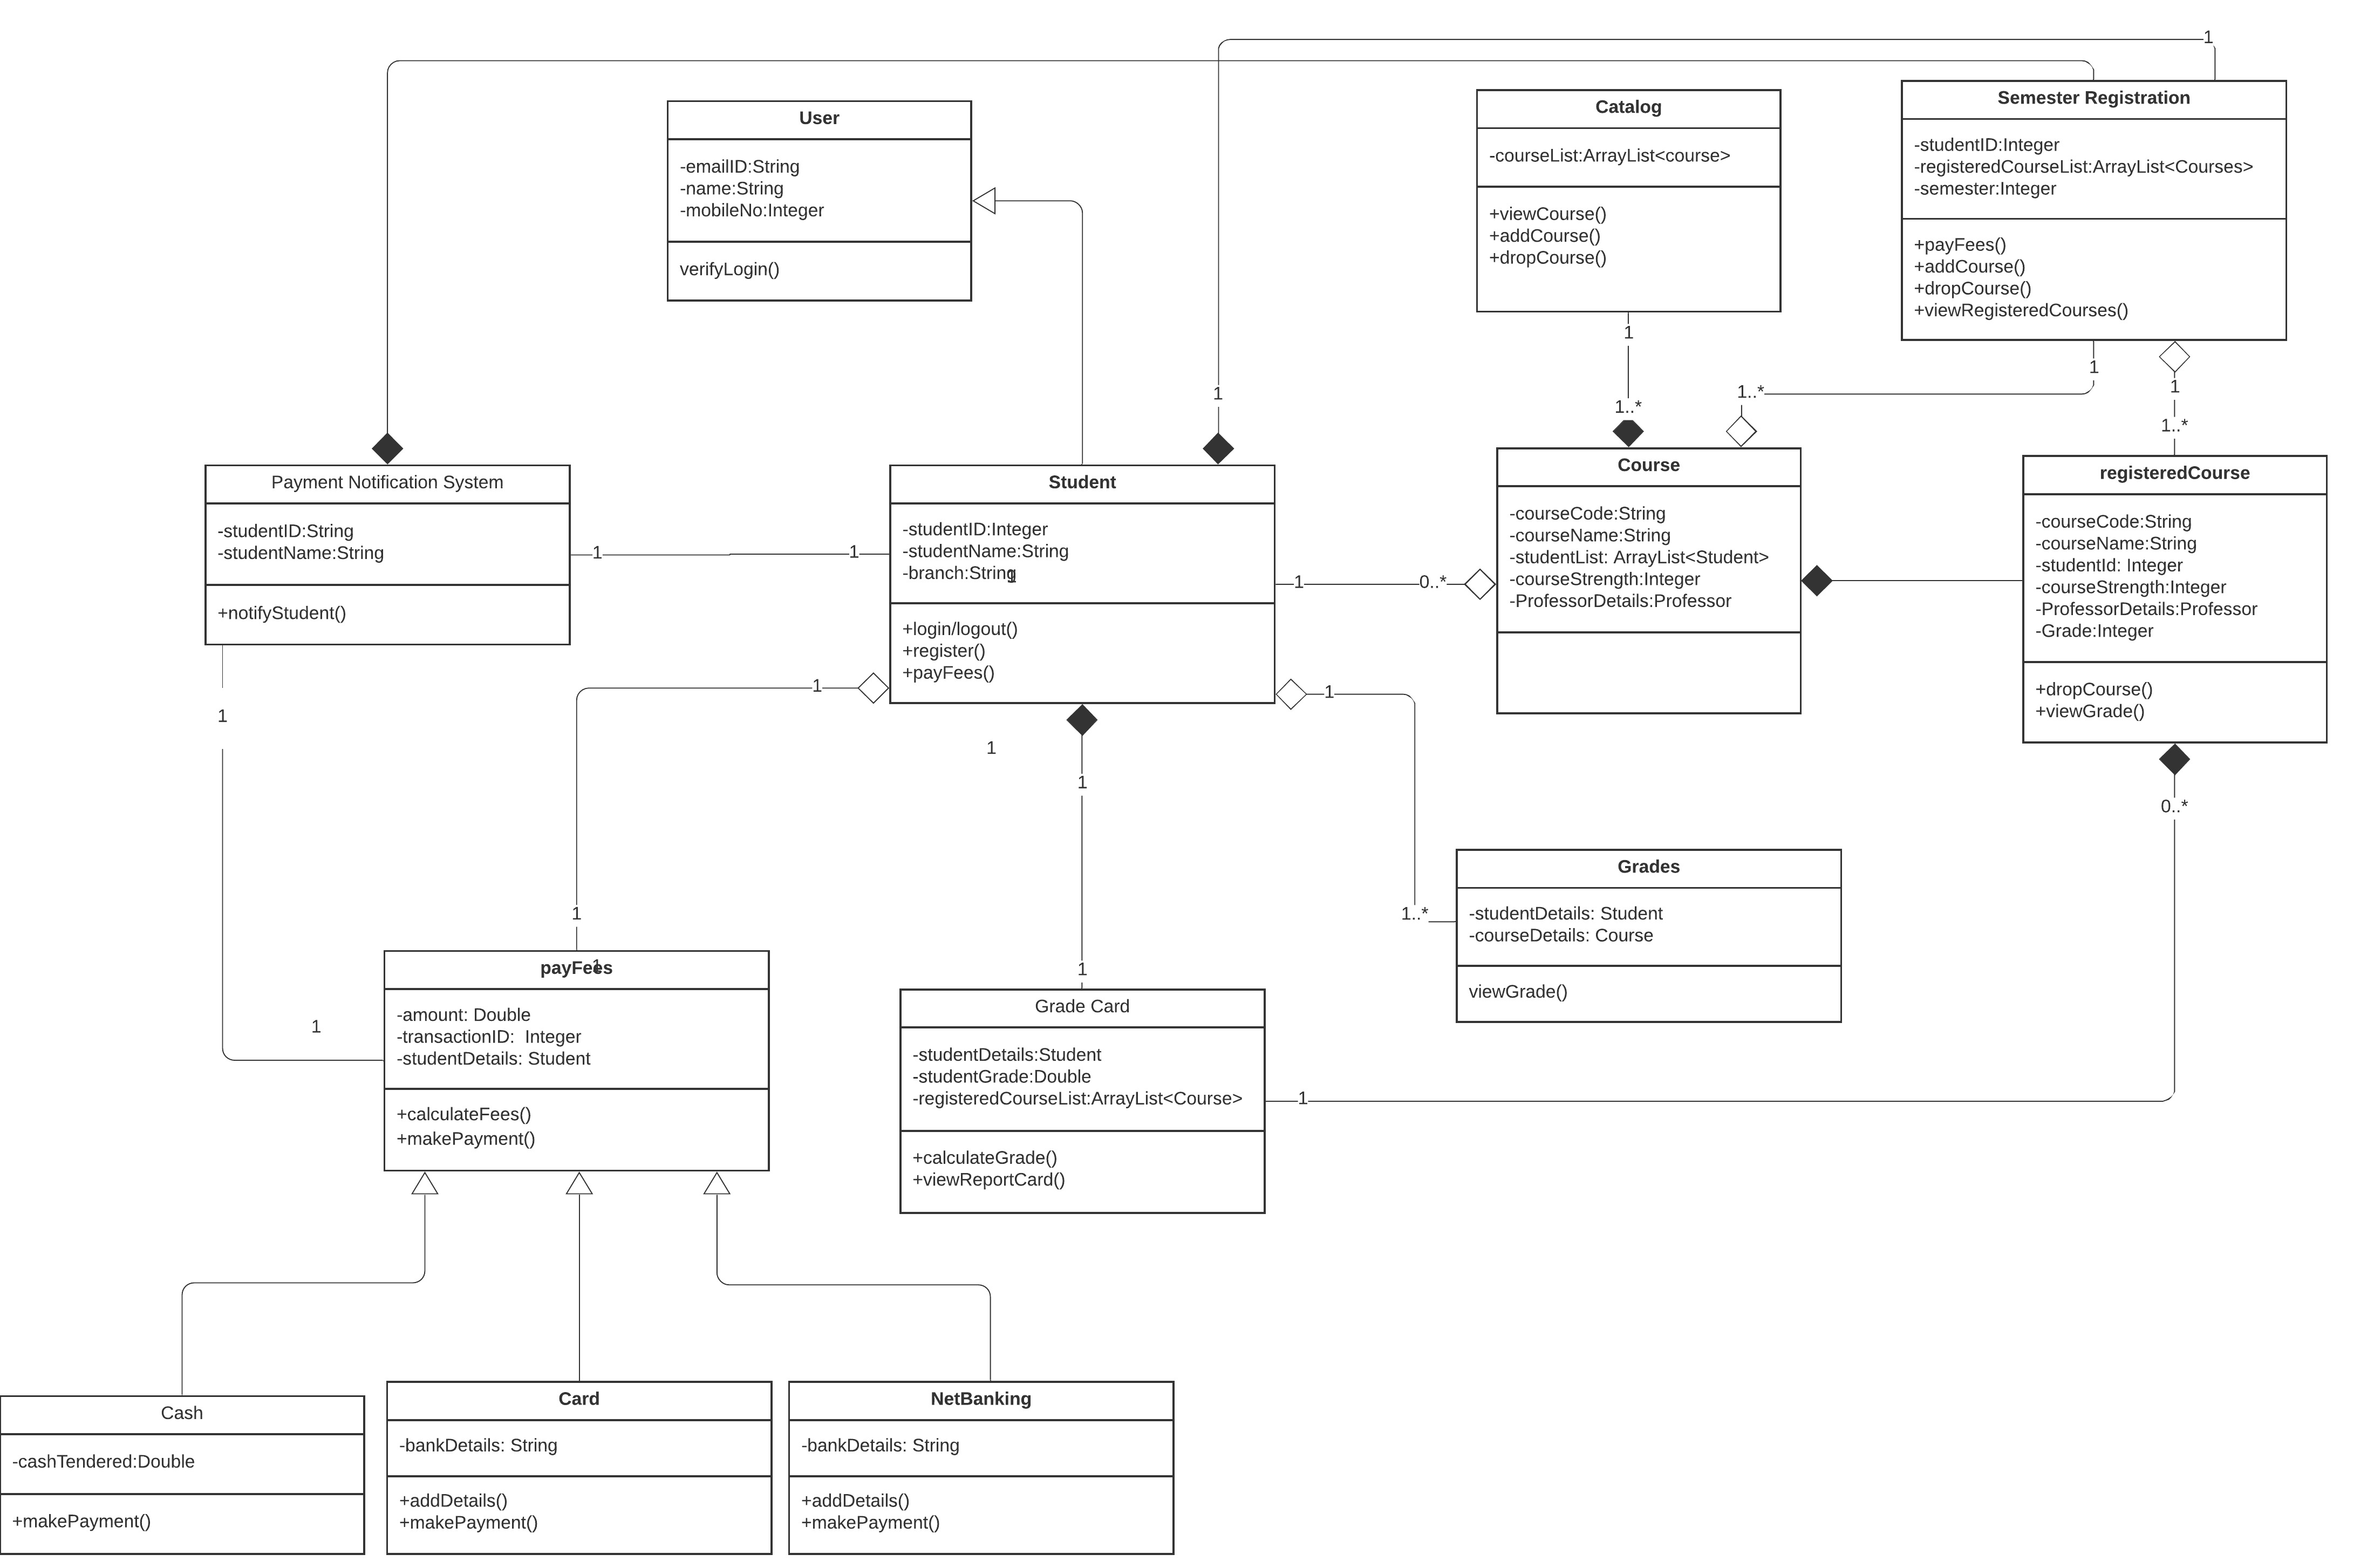 1
User
-emailID:String
-name:String
-mobileNo:Integer
verifyLogin()
Catalog
-courseList:ArrayList<course>
+viewCourse()
+addCourse()
+dropCourse()
Semester Registration
-studentID:Integer
-registeredCourseList:ArrayList<Courses>
-semester:Integer
+payFees()
+addCourse()
+dropCourse()
+viewRegisteredCourses()
1
1
1
1..*
1..*
1
1..*
Payment Notification System
-studentID:String
-studentName:String
+notifyStudent()
1
1
Student
-studentID:Integer
-studentName:String
-branch:String
1
+login/logout()
+register()
+payFees()
1
0..*
Course
-courseCode:String
-courseName:String
-studentList: ArrayList<Student>
-courseStrength:Integer
-ProfessorDetails:Professor
registeredCourse
-courseCode:String
-courseName:String
-studentId: Integer
-courseStrength:Integer
-ProfessorDetails:Professor
-Grade:Integer
+dropCourse()
+viewGrade()
1
1
1
1
1
0..*
1
1..*
Grades
-studentDetails: Student
-courseDetails: Course
viewGrade()
1
payFees
1
-amount: Double
-transactionID:  Integer
-studentDetails: Student
+calculateFees()
+makePayment()
1
Grade Card
-studentDetails:Student
-studentGrade:Double
-registeredCourseList:ArrayList<Course>
+calculateGrade()
+viewReportCard()
1
1
Cash
-cashTendered:Double
+makePayment()
Card
-bankDetails: String
+addDetails()
+makePayment()
NetBanking
-bankDetails: String
+addDetails()
+makePayment()